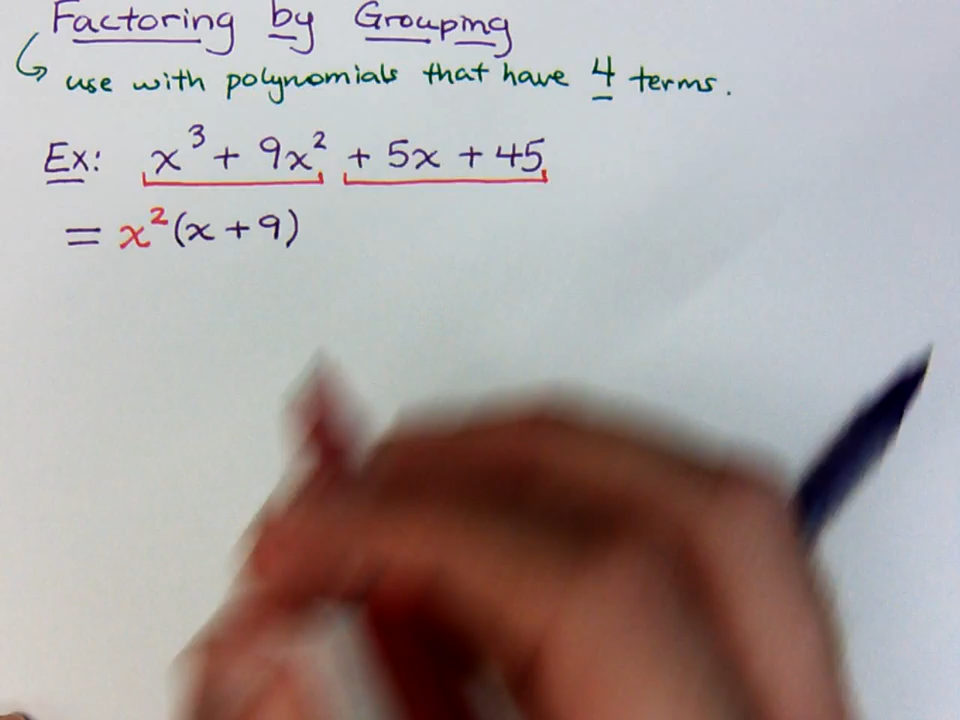 Factoring by Grouping
use with polynomials that have 4 terms.
Ex: x³ + 9x² + 5x + 45
= x²(x + 9)